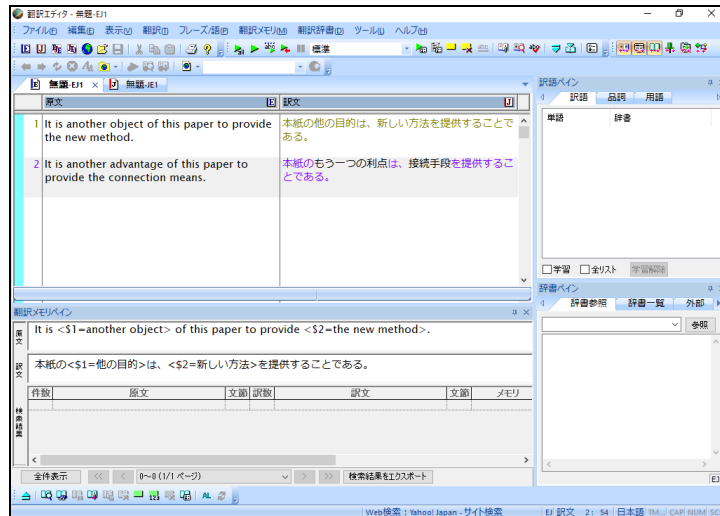 翻訳エディタ - 無題-EJ1
ファイル(F) 編集(E) 表示(V) 翻訳(T) フレーズ/語(P) 翻訳メモリ(M) 翻訳辞書(D) ツール(L) ヘルプ(H)
標準
無題-EJ1 × 無題-JE1
原文 E 訳文 J
1 It is another object of this paper to provide the new method.
本紙の他の目的は、新しい方法を提供することである。
2 It is another advantage of this paper to provide the connection means.
本紙のもう一つの利点は、接続手段を提供することである。
訳語ペイン
訳語 品詞 用語
単語 辞書
学習 全リスト 学習解除
辞書ペイン
辞書参照 辞書一覧 外部
参照
EJ
翻訳メモリペイン
原文
It is <$1=another object> of this paper to provide <$2=the new method>.
訳文
本紙の<$1=他の目的>は、<$2=新しい方法>を提供することである。
検索結果
件数 原文 文節 訳数 訳文 文節 メモリ
全件表示 << < 0～0 (1/1 ページ) > >> 検索結果をエクスポート
Web検索：Yahoo! Japan - サイト検索 EJ 訳文 2: 54 日本語 TM... CAP NUM SC